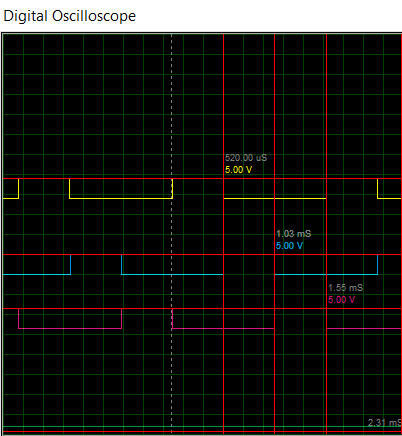 Digital Oscilloscope
520.00 uS
5.00 V
1.03 mS
5.00 V
1.55 mS
5.00 V
2.31 mS